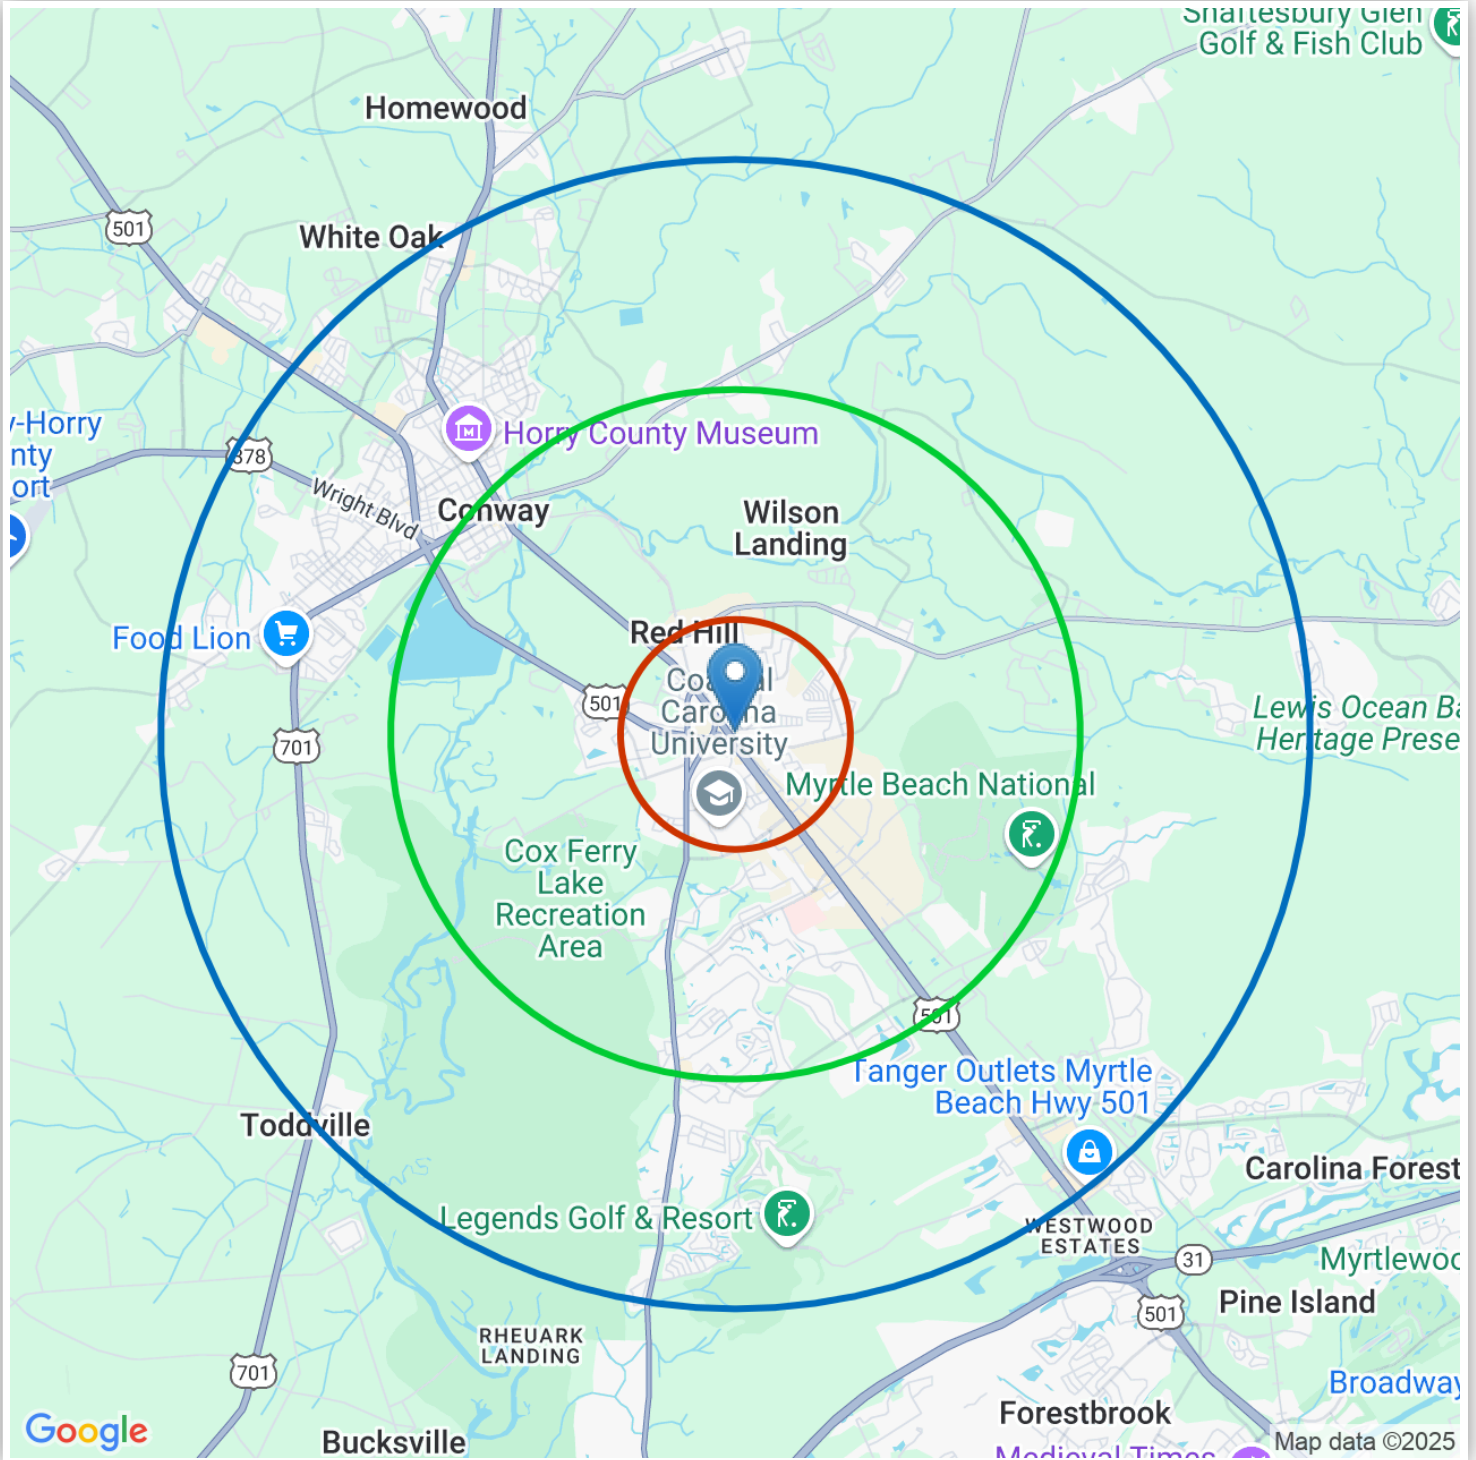 Shaftesbury Glen
Golf & Fish Club
Homewood
501
White Oak
y-Horry
nty
ort
378
Wright Blvd
Horry County Museum
Conway
Wilson
Landing
Food Lion
Red Hill
501
Coastal
Carolina
University
701
Lewis Ocean Ba
Heritage Prese
Myrtle Beach National
Cox Ferry
Lake
Recreation
Area
501
Tanger Outlets Myrtle
Beach Hwy 501
Toddville
Carolina Forest
Legends Golf & Resort
WESTWOOD
ESTATES
31
Myrtlewoo
Pine Island
501
RHEUARK
LANDING
701
Broadway
Forestbrook
Google
Bucksville
Medieval Times
Map data ©2025